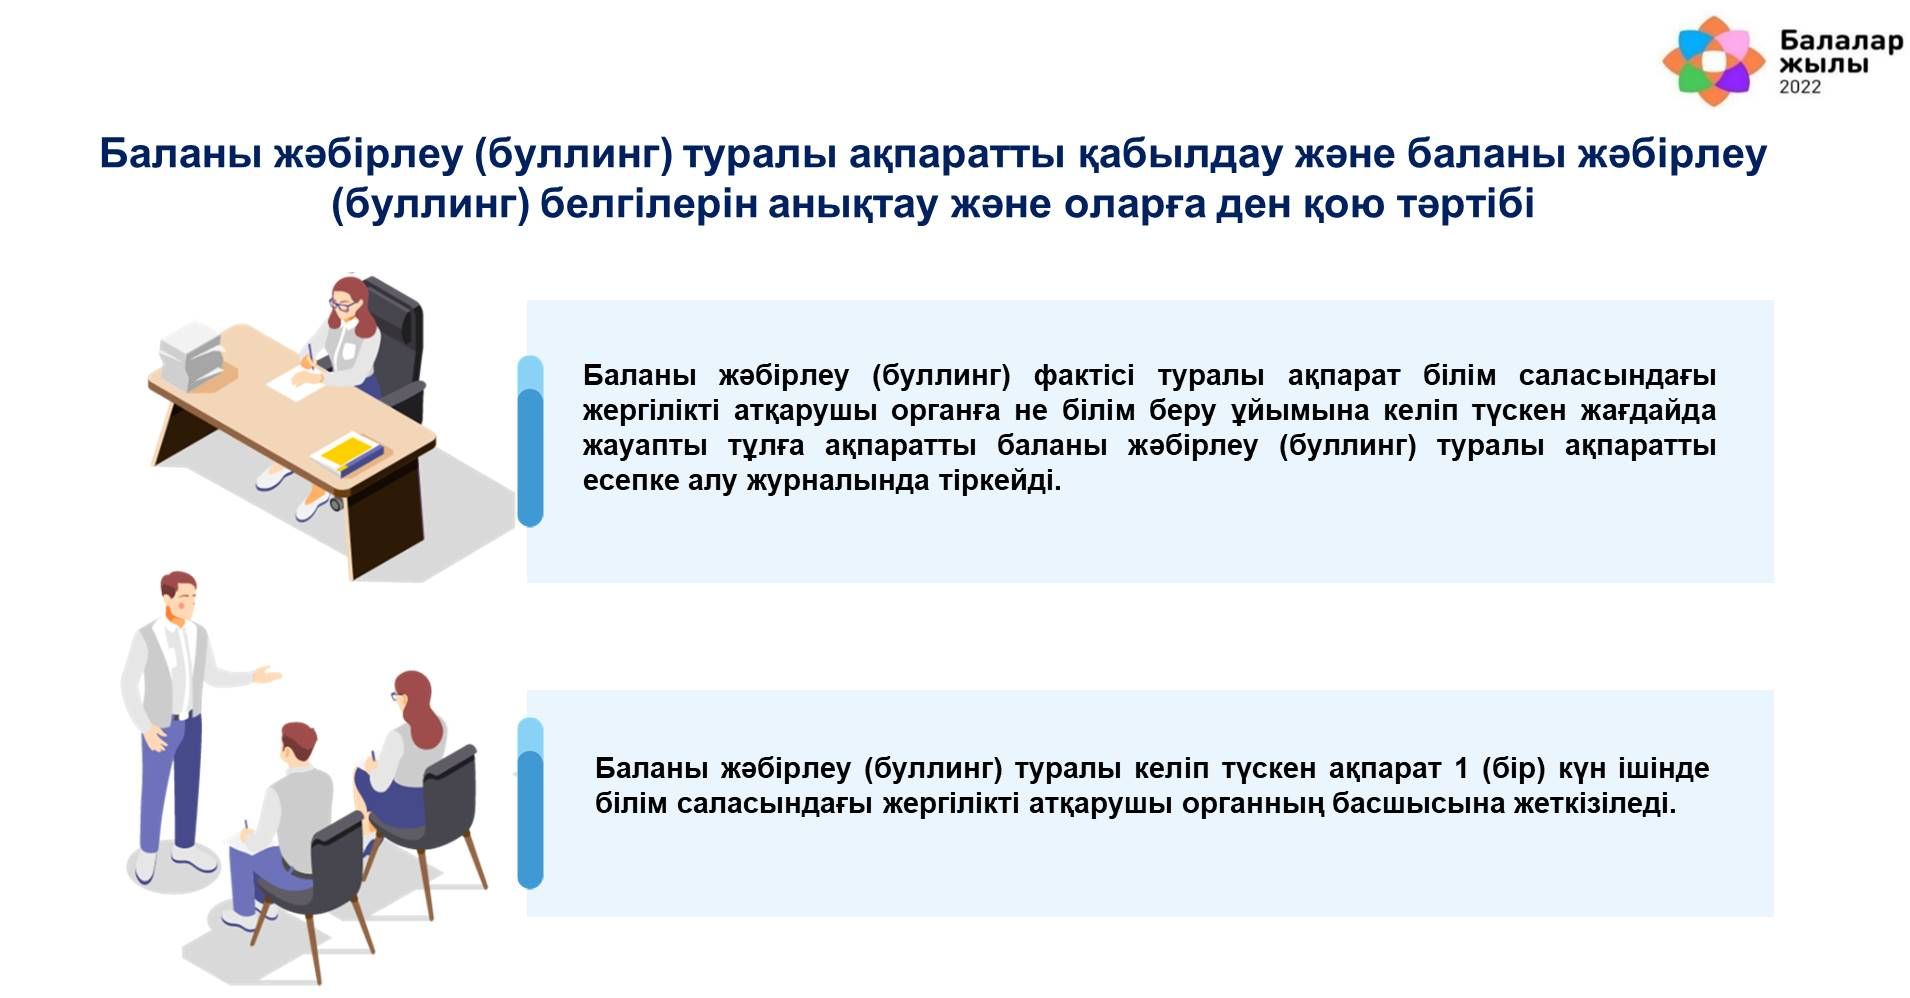 Балалар
жылы
2022
Баланы жәбірлеу (буллинг) туралы ақпаратты қабылдау және баланы жәбірлеу
(буллинг) белгілерін анықтау және оларға ден қою тәртібі
Баланы жәбірлеу (буллинг) фактісі туралы ақпарат білім саласындағы
жергілікті атқарушы органға не білім беру ұйымына келіп түскен жағдайда
жауапты тұлға ақпаратты баланы жәбірлеу (буллинг) туралы ақпаратты
есепке алу журналында тіркейді.
Баланы жәбірлеу (буллинг) туралы келіп түскен ақпарат 1 (бір) күн ішінде
білім саласындағы жергілікті атқарушы органның басшысына жеткізіледі.